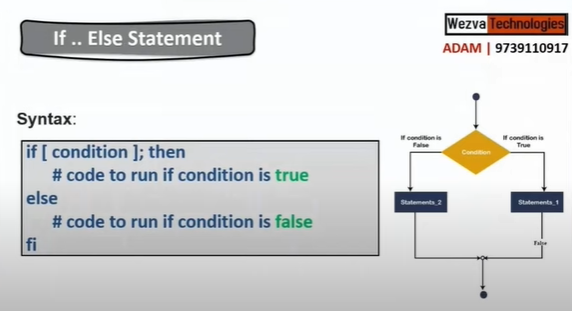 If .. Else Statement
Wezva Technologies
ADAM | 9739110917
Syntax:
if [ condition ]; then
# code to run if condition is true
else
# code to run if condition is false
fi
If condition is
False
If condition is
True
Condition
Statements_2
Statements_1
False